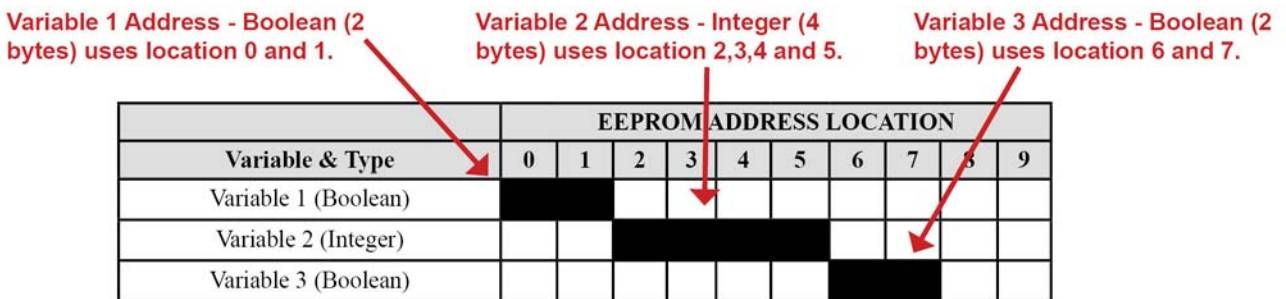 Variable 1 Address - Boolean (2
bytes) uses location 0 and 1.
Variable 2 Address - Integer (4
bytes) uses location 2,3,4 and 5.
Variable 3 Address - Boolean (2
bytes) uses location 6 and 7.
EEPROM ADDRESS LOCATION
Variable & Type 0 1 2 3 4 5 6 7 8 9
Variable 1 (Boolean)
Variable 2 (Integer)
Variable 3 (Boolean)